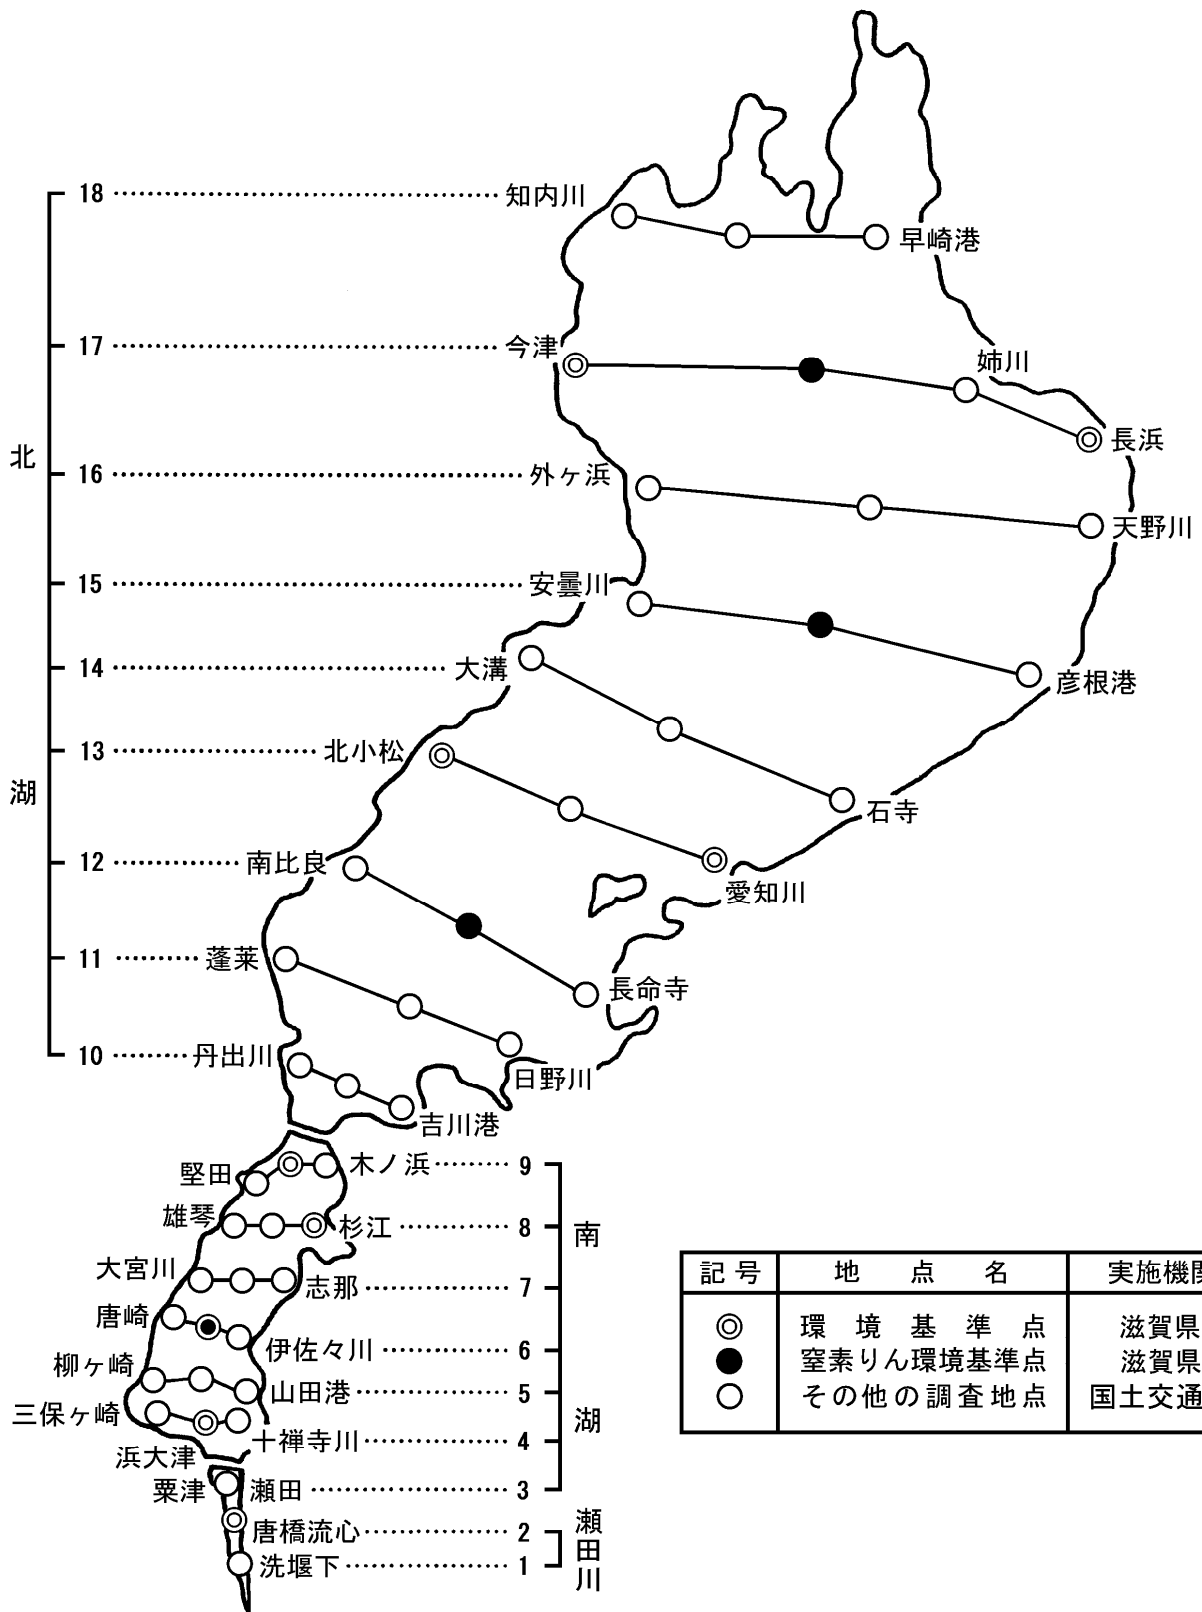 18 知内川
早崎港
17 今津
姉川
長浜
北
16 外ヶ浜
天野川
15 安曇川
14 大溝
彦根港
13 北小松
湖
石寺
12 南比良
愛知川
11 蓬莱
長命寺
10 丹出川
日野川
吉川港
堅田 木ノ浜 9
雄琴 杉江 8
南
大宮川 志那 7
唐崎 伊佐々川 6
柳ヶ崎 山田港 5
三保ヶ崎 十禅寺川 4
湖
浜大津
粟津 瀬田 3
唐橋流心 2
瀬田川
洗堰下 1
記号 地点名 実施機関
◎ 環境基準点 滋賀県
● 窒素りん環境基準点 滋賀県
○ その他の調査地点 国土交通